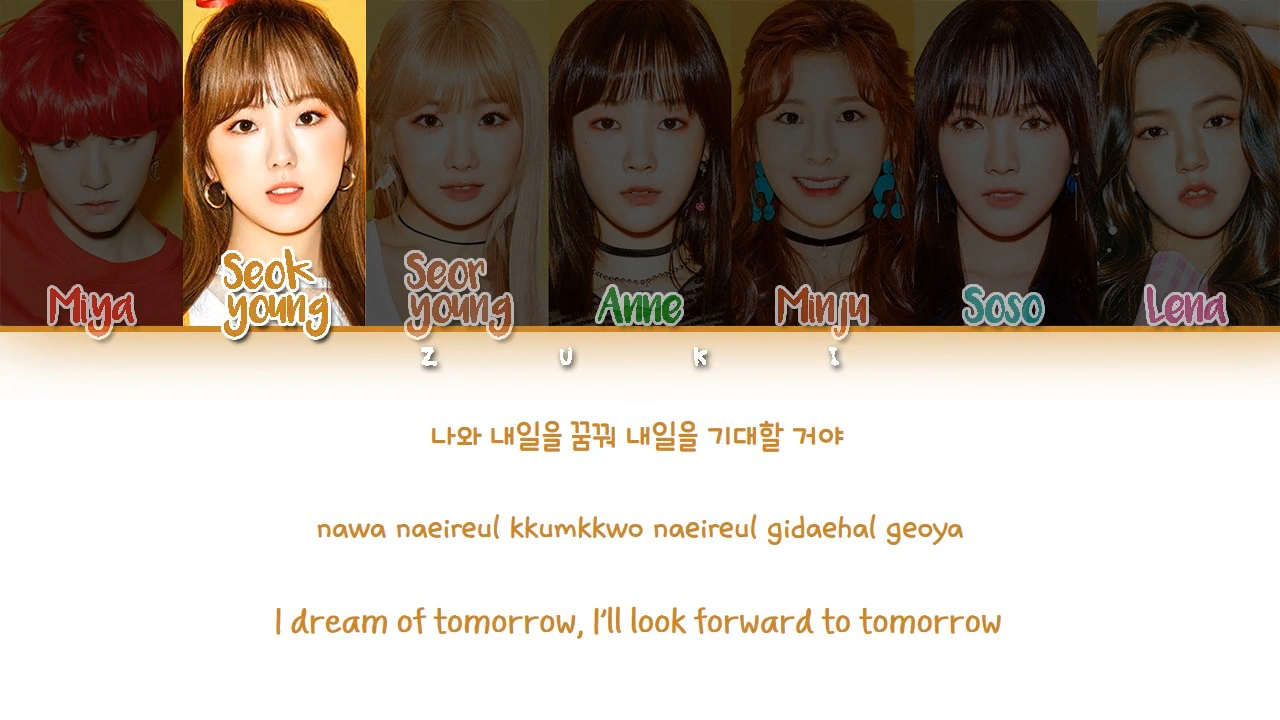 Miya
Seok
young
Seor
young
Anne
Minju
Soso
Lena
Z U K I
나와 내일을 꿈꿔 내일을 기대할 거야
nawa naeireul kkumkkwo naeireul gidaehal geoya
I dream of tomorrow, I'll look forward to tomorrow